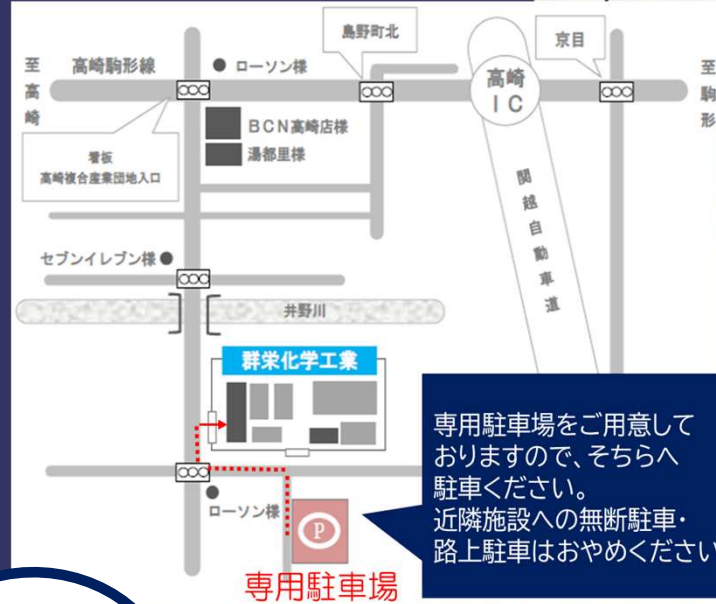 島野町北
京目
至高崎
高崎駒形線
ローソン様
高崎
IC
至駒形
BCN高崎店様
湯都里様
看板
高崎複合産業団地入口
関越自動車道
セブンイレブン様
井野川
群栄化学工業
専用駐車場をご用意して
おりますので、そちらへ
駐車ください。
近隣施設への無断駐車・
路上駐車はおやめください
ローソン様
P
専用駐車場